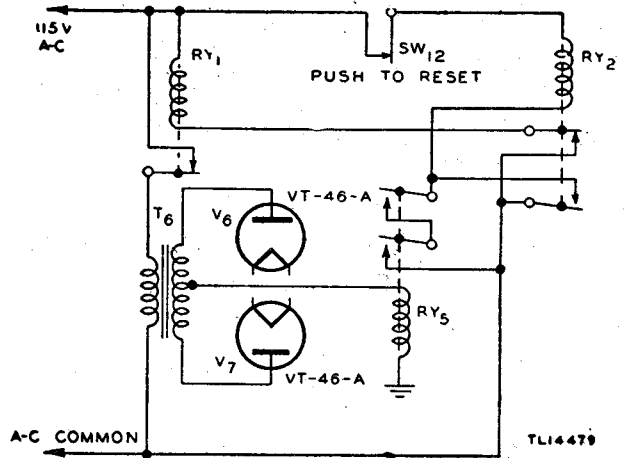 115V
A-C
RY1
SW12
PUSH TO RESET
RY2
T6
V6
VT-46-A
RY5
V7
VT-46-A
A-C COMMON
TL14479